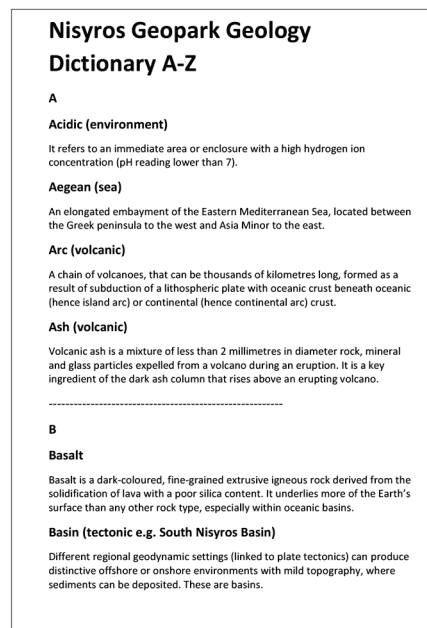 Nisyros Geopark Geology
Dictionary A-Z
A
Acidic (environment)
It refers to an immediate area or enclosure with a high hydrogen ion
concentration (pH reading lower than 7).
Aegean (sea)
An elongated embayment of the Eastern Mediterranean Sea, located between
the Greek peninsula to the west and Asia Minor to the east.
Arc (volcanic)
A chain of volcanoes, that can be thousands of kilometres long, formed as a
result of subduction of a lithospheric plate with oceanic crust beneath oceanic
(hence island arc) or continental (hence continental arc) crust.
Ash (volcanic)
Volcanic ash is a mixture of less than 2 millimetres in diameter rock, mineral
and glass particles expelled from a volcano during an eruption. It is a key
ingredient of the dark ash column that rises above an erupting volcano.
--------------------------------------------------------
B
Basalt
Basalt is a dark-coloured, fine-grained extrusive igneous rock derived from the
solidification of lava with a poor silica content. It underlies more of the Earth's
surface than any other rock type, especially within oceanic basins.
Basin (tectonic e.g. South Nisyros Basin)
Different regional geodynamic settings (linked to plate tectonics) can produce
distinctive offshore or onshore environments with mild topography, where
sediments can be deposited. These are basins.